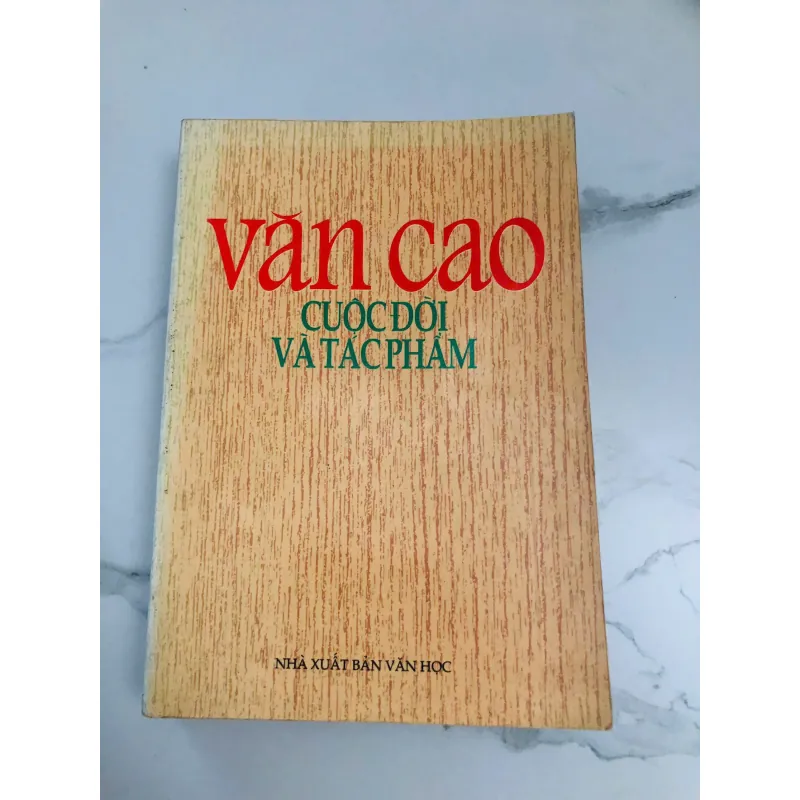 văn cao
CUỘC ĐỜI
VÀ TÁC PHẨM
NHÀ XUẤT BẢN VĂN HỌC